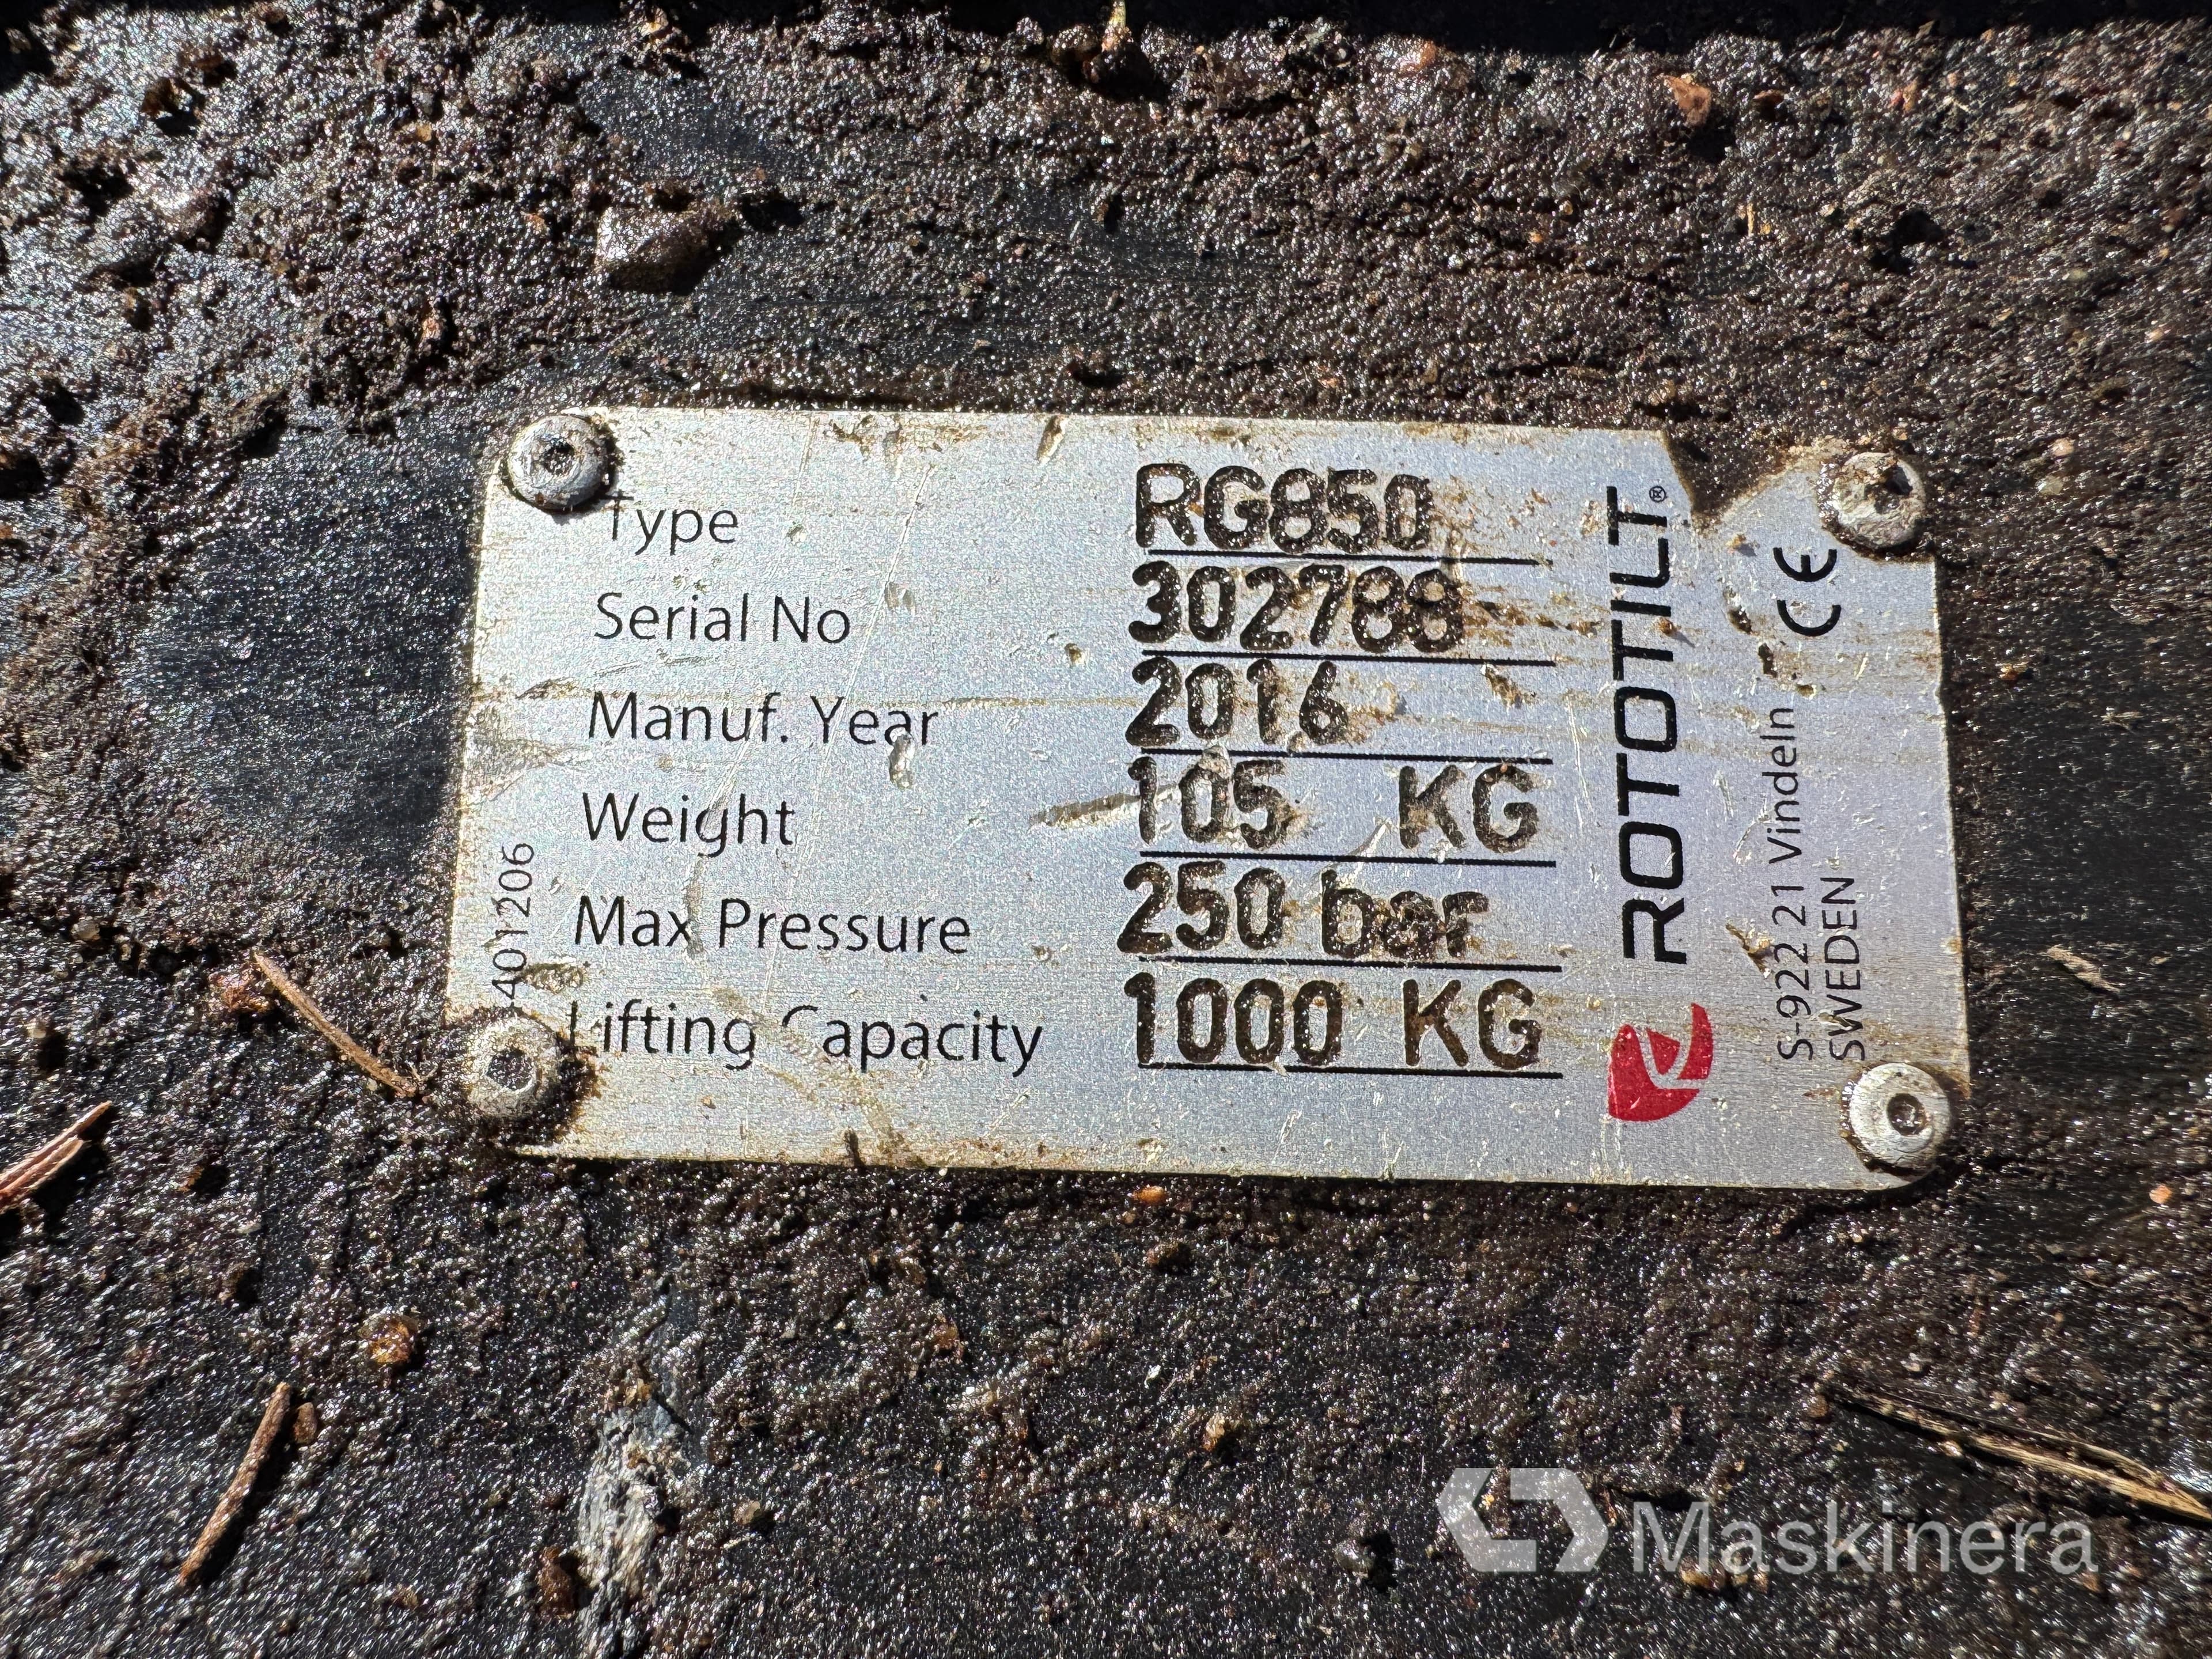 Type RG850
Serial No 302788
Manuf. Year 2016
Weight 105 KG
Max Pressure 250 bar
Lifting Capacity 1000 KG
401206
ROTOTILT®
CE
S-922 21 Vindeln
SWEDEN
Maskinera